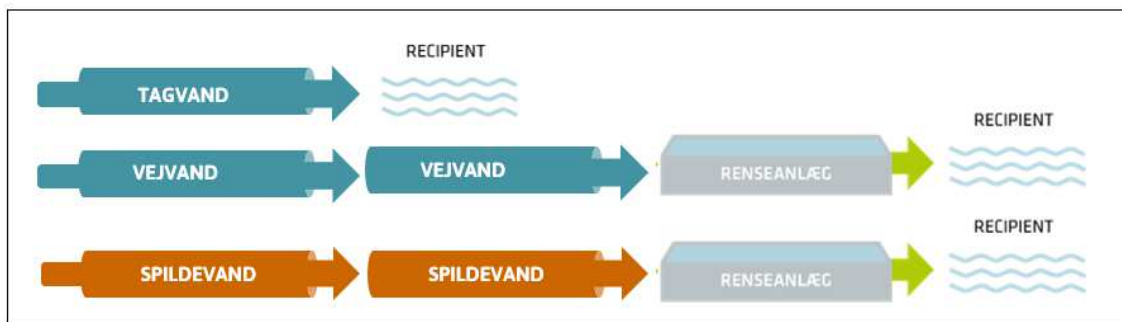 RECIPIENT
TAGVAND
RECIPIENT
VEJVAND VEJVAND RENSEANLÆG
RECIPIENT
SPILDEVAND SPILDEVAND RENSEANLÆG